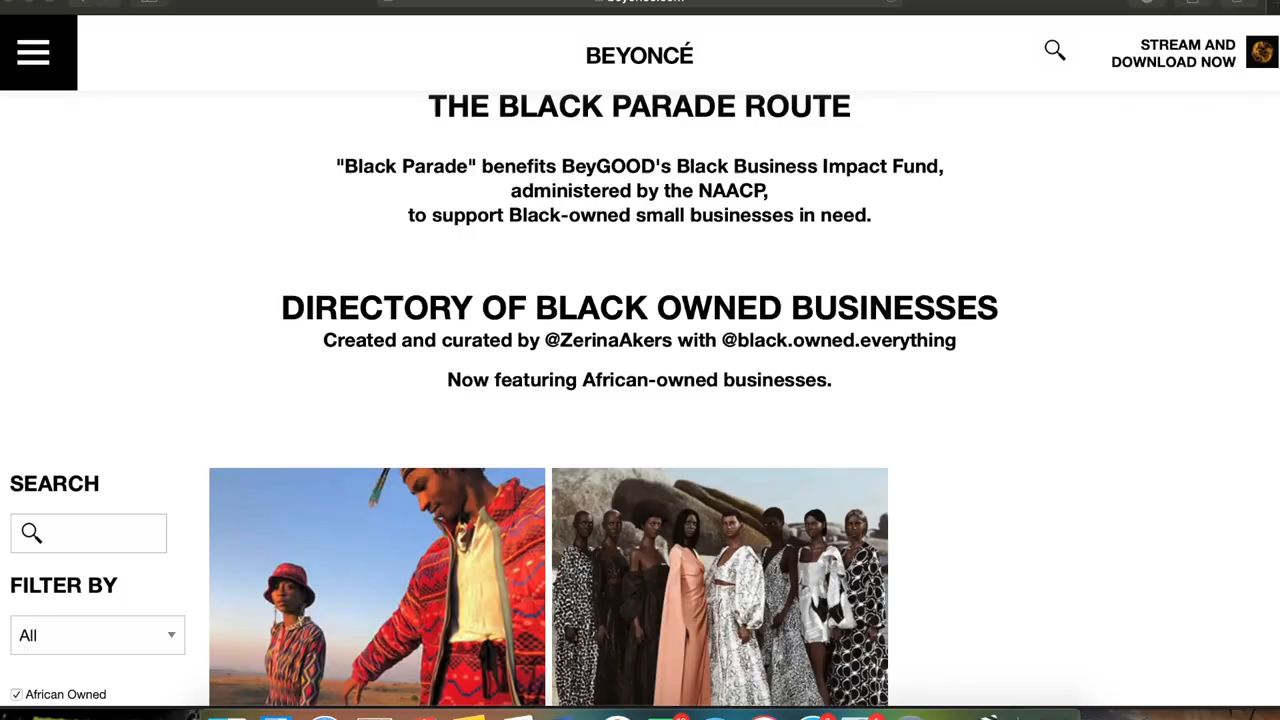 BEYONCÉ
STREAM AND
DOWNLOAD NOW
THE BLACK PARADE ROUTE
"Black Parade" benefits BeyGOOD's Black Business Impact Fund,
administered by the NAACP,
to support Black-owned small businesses in need.
DIRECTORY OF BLACK OWNED BUSINESSES
Created and curated by @ZerinaAkers with @black.owned.everything
Now featuring African-owned businesses.
SEARCH
FILTER BY
All
African Owned